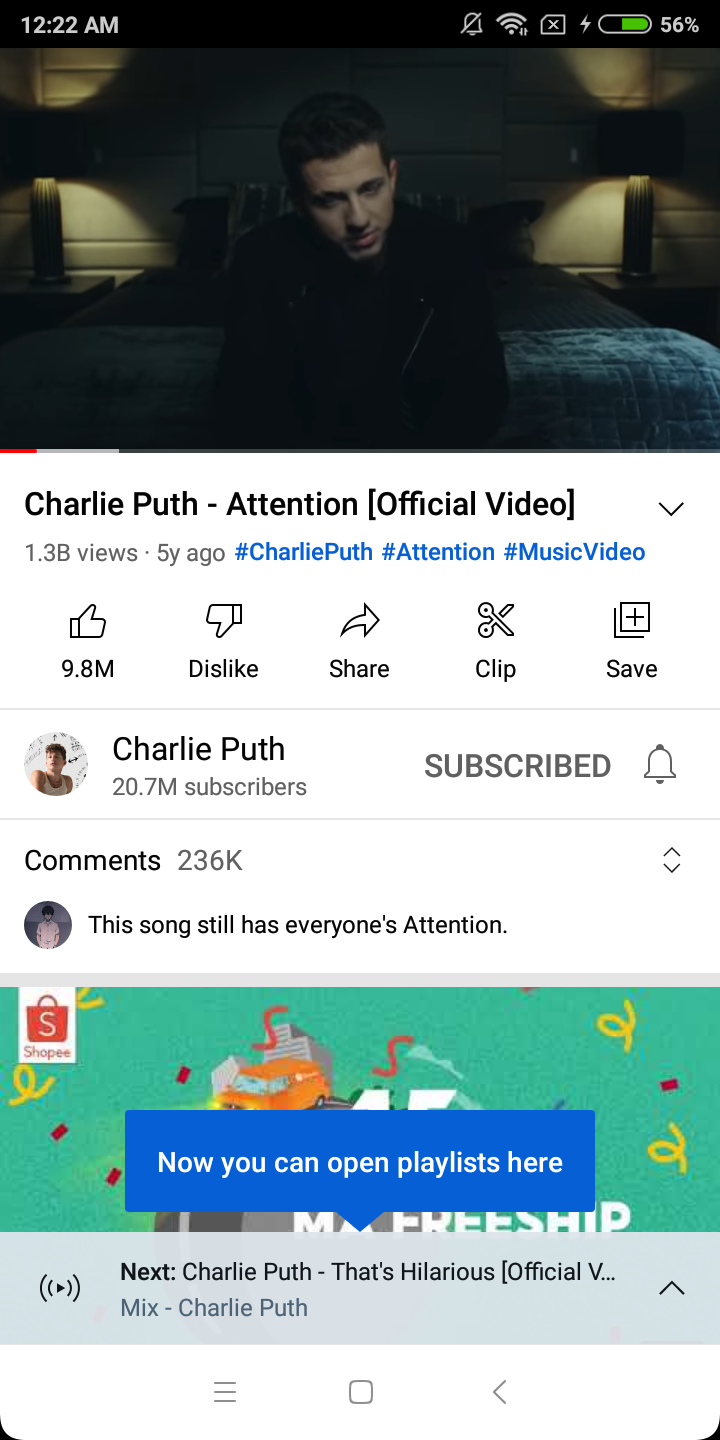 12:22 AM
56%
Charlie Puth - Attention [Official Video]
1.3B views · 5y ago #CharliePuth #Attention #MusicVideo
9.8M
Dislike
Share
Clip
Save
Charlie Puth
20.7M subscribers
SUBSCRIBED
Comments 236K
This song still has everyone's Attention.
S
Shopee
Now you can open playlists here
MÃ FREESHIP
Next: Charlie Puth - That's Hilarious [Official V...
Mix - Charlie Puth